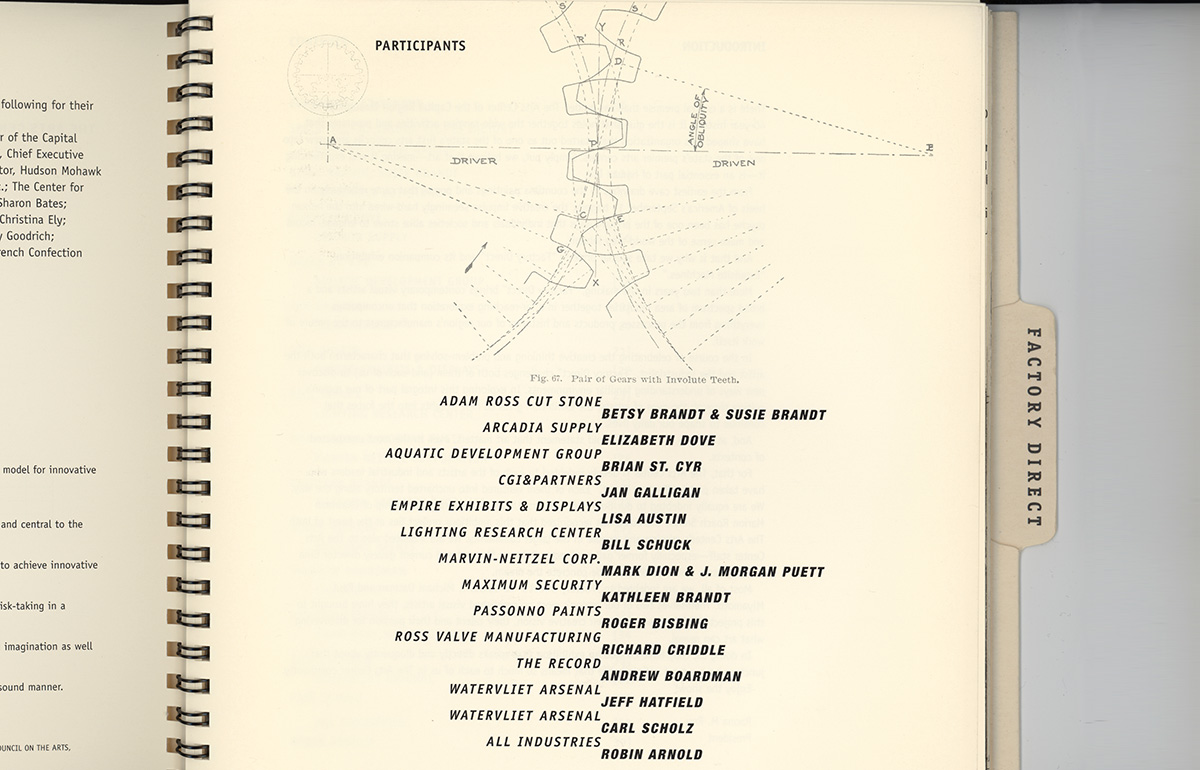 following for their
r of the Capital
, Chief Executive
tor, Hudson Mohawk
c.; The Center for
Sharon Bates;
Christina Ely;
y Goodrich;
rench Confection
model for innovative
and central to the
to achieve innovative
isk-taking in a
imagination as well
sound manner.
OUNCIL ON THE ARTS,
PARTICIPANTS
S S
Y
R' R
D
ANGLE OF OBLIQUITY
A P B
DRIVER DRIVEN
C E
G
X
Fig. 67. Pair of Gears with Involute Teeth.
ADAM ROSS CUT STONE
BETSY BRANDT & SUSIE BRANDT
ARCADIA SUPPLY
ELIZABETH DOVE
AQUATIC DEVELOPMENT GROUP
BRIAN ST. CYR
CGI&PARTNERS
JAN GALLIGAN
EMPIRE EXHIBITS & DISPLAYS
LISA AUSTIN
LIGHTING RESEARCH CENTER
BILL SCHUCK
MARVIN-NEITZEL CORP.
MARK DION & J. MORGAN PUETT
MAXIMUM SECURITY
KATHLEEN BRANDT
PASSONNO PAINTS
ROGER BISBING
ROSS VALVE MANUFACTURING
RICHARD CRIDDLE
THE RECORD
ANDREW BOARDMAN
WATERVLIET ARSENAL
JEFF HATFIELD
WATERVLIET ARSENAL
CARL SCHOLZ
ALL INDUSTRIES
ROBIN ARNOLD
FACTORY DIRECT